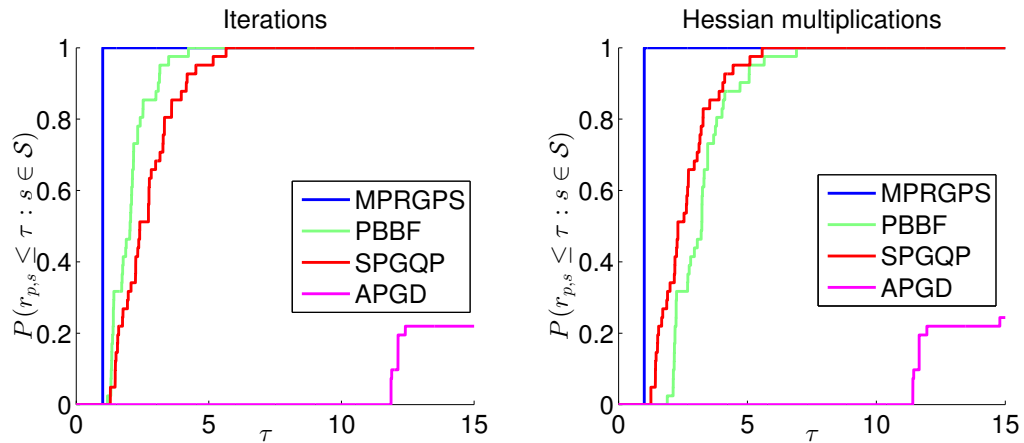 Iterations
P(r_{p,s} ≤ τ : s ∈ S)
1
0.8
0.6
0.4
0.2
0
0 5 10 15
τ
MPRGPS
PBBF
SPGQP
APGD
Hessian multiplications
P(r_{p,s} ≤ τ : s ∈ S)
1
0.8
0.6
0.4
0.2
0
0 5 10 15
τ
MPRGPS
PBBF
SPGQP
APGD